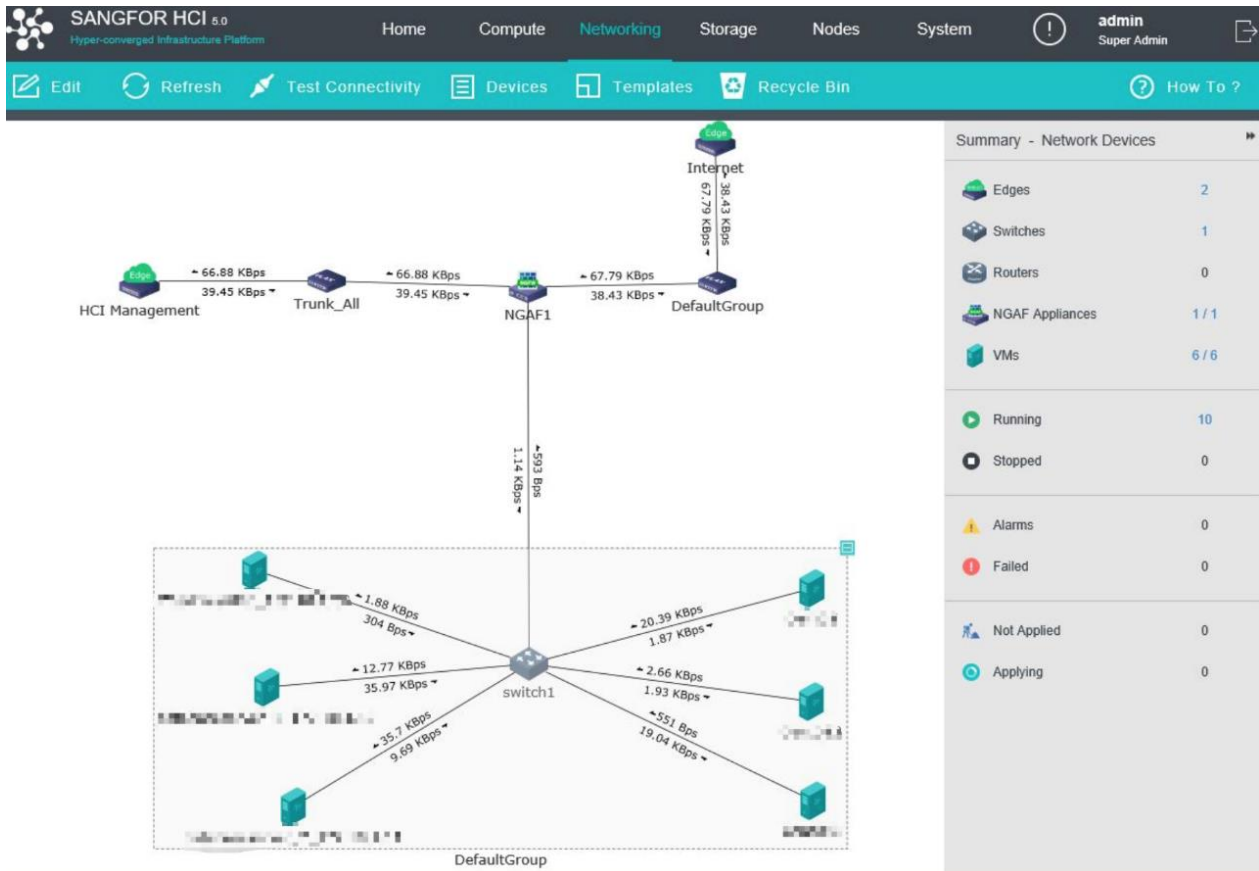 SANGFOR HCI 5.0
Hyper-converged Infrastructure Platform
Home Compute Networking Storage Nodes System
admin
Super Admin
Edit Refresh Test Connectivity Devices Templates Recycle Bin How To ?
Edge
Internet
67.79 KBps
38.43 KBps
Edge
HCI Management
66.88 KBps
39.45 KBps
Trunk_All
66.88 KBps
39.45 KBps
NGAF1
67.79 KBps
38.43 KBps
DefaultGroup
1.14 KBps
593 Bps
1.88 KBps
304 Bps
20.39 KBps
1.87 KBps
12.77 KBps
35.97 KBps
switch1
2.66 KBps
1.93 KBps
35.7 KBps
9.69 KBps
551 Bps
19.04 KBps
DefaultGroup
Summary - Network Devices
Edges 2
Switches 1
Routers 0
NGAF Appliances 1 / 1
VMs 6 / 6
Running 10
Stopped 0
Alarms 0
Failed 0
Not Applied 0
Applying 0